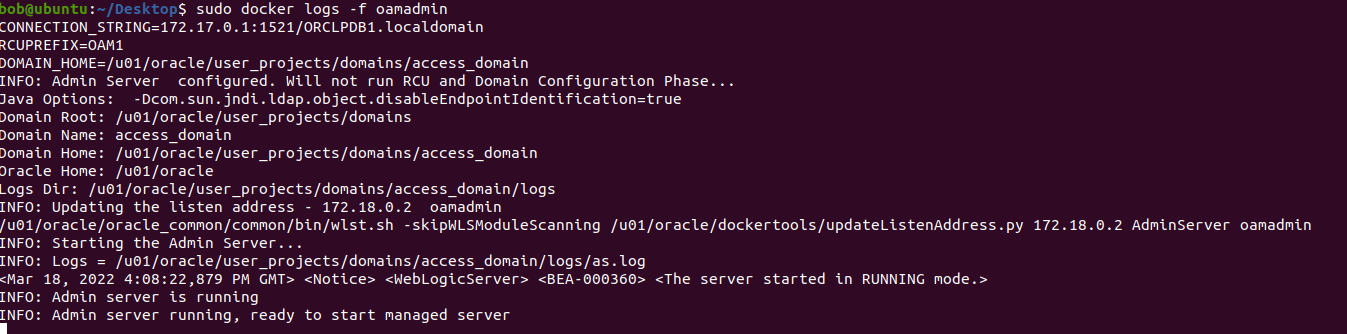 bob@ubuntu:~/Desktop$ sudo docker logs -f oamadmin
CONNECTION_STRING=172.17.0.1:1521/ORCLPDB1.localdomain
RCUPREFIX=OAM1
DOMAIN_HOME=/u01/oracle/user_projects/domains/access_domain
INFO: Admin Server  configured. Will not run RCU and Domain Configuration Phase...
Java Options:  -Dcom.sun.jndi.ldap.object.disableEndpointIdentification=true
Domain Root: /u01/oracle/user_projects/domains
Domain Name: access_domain
Domain Home: /u01/oracle/user_projects/domains/access_domain
Oracle Home: /u01/oracle
Logs Dir: /u01/oracle/user_projects/domains/access_domain/logs
INFO: Updating the listen address - 172.18.0.2  oamadmin
/u01/oracle/oracle_common/common/bin/wlst.sh -skipWLSModuleScanning /u01/oracle/dockertools/updateListenAddress.py 172.18.0.2 AdminServer oamadmin
INFO: Starting the Admin Server...
INFO: Logs = /u01/oracle/user_projects/domains/access_domain/logs/as.log
<Mar 18, 2022 4:08:22,879 PM GMT> <Notice> <WebLogicServer> <BEA-000360> <The server started in RUNNING mode.>
INFO: Admin server is running
INFO: Admin server running, ready to start managed server